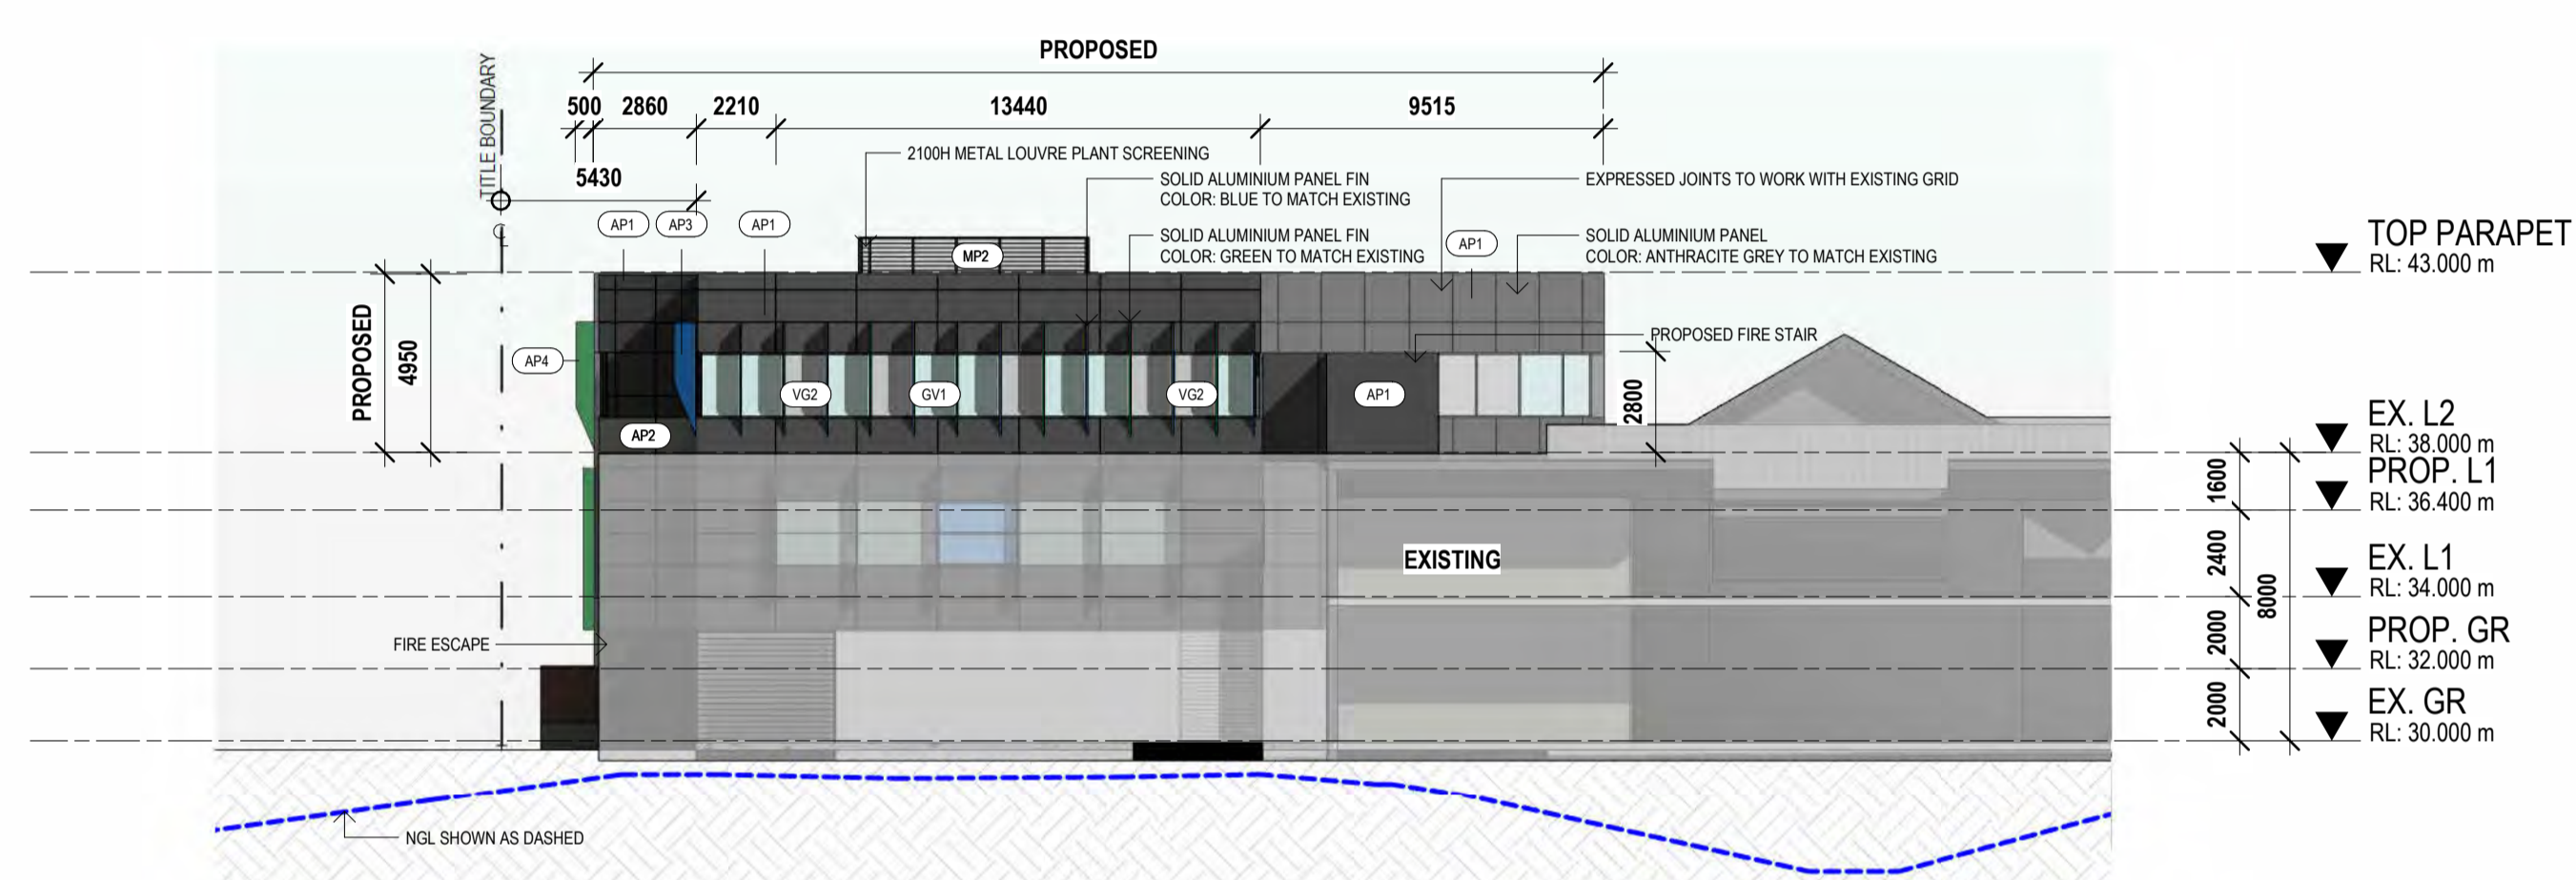 PROPOSED
TITLE BOUNDARY
500
2860
2210
13440
9515
5430
2100H METAL LOUVRE PLANT SCREENING
SOLID ALUMINIUM PANEL FIN
COLOR: BLUE TO MATCH EXISTING
SOLID ALUMINIUM PANEL FIN
COLOR: GREEN TO MATCH EXISTING
EXPRESSED JOINTS TO WORK WITH EXISTING GRID
SOLID ALUMINIUM PANEL
COLOR: ANTHRACITE GREY TO MATCH EXISTING
AP1
AP3
AP1
MP2
AP1
TOP PARAPET
RL: 43.000 m
PROPOSED
4950
AP4
PROPOSED FIRE STAIR
VG2
GV1
VG2
AP1
2800
AP2
EX. L2
RL: 38.000 m
PROP. L1
RL: 36.400 m
1600
EXISTING
2400
EX. L1
RL: 34.000 m
8000
FIRE ESCAPE
2000
PROP. GR
RL: 32.000 m
2000
EX. GR
RL: 30.000 m
NGL SHOWN AS DASHED